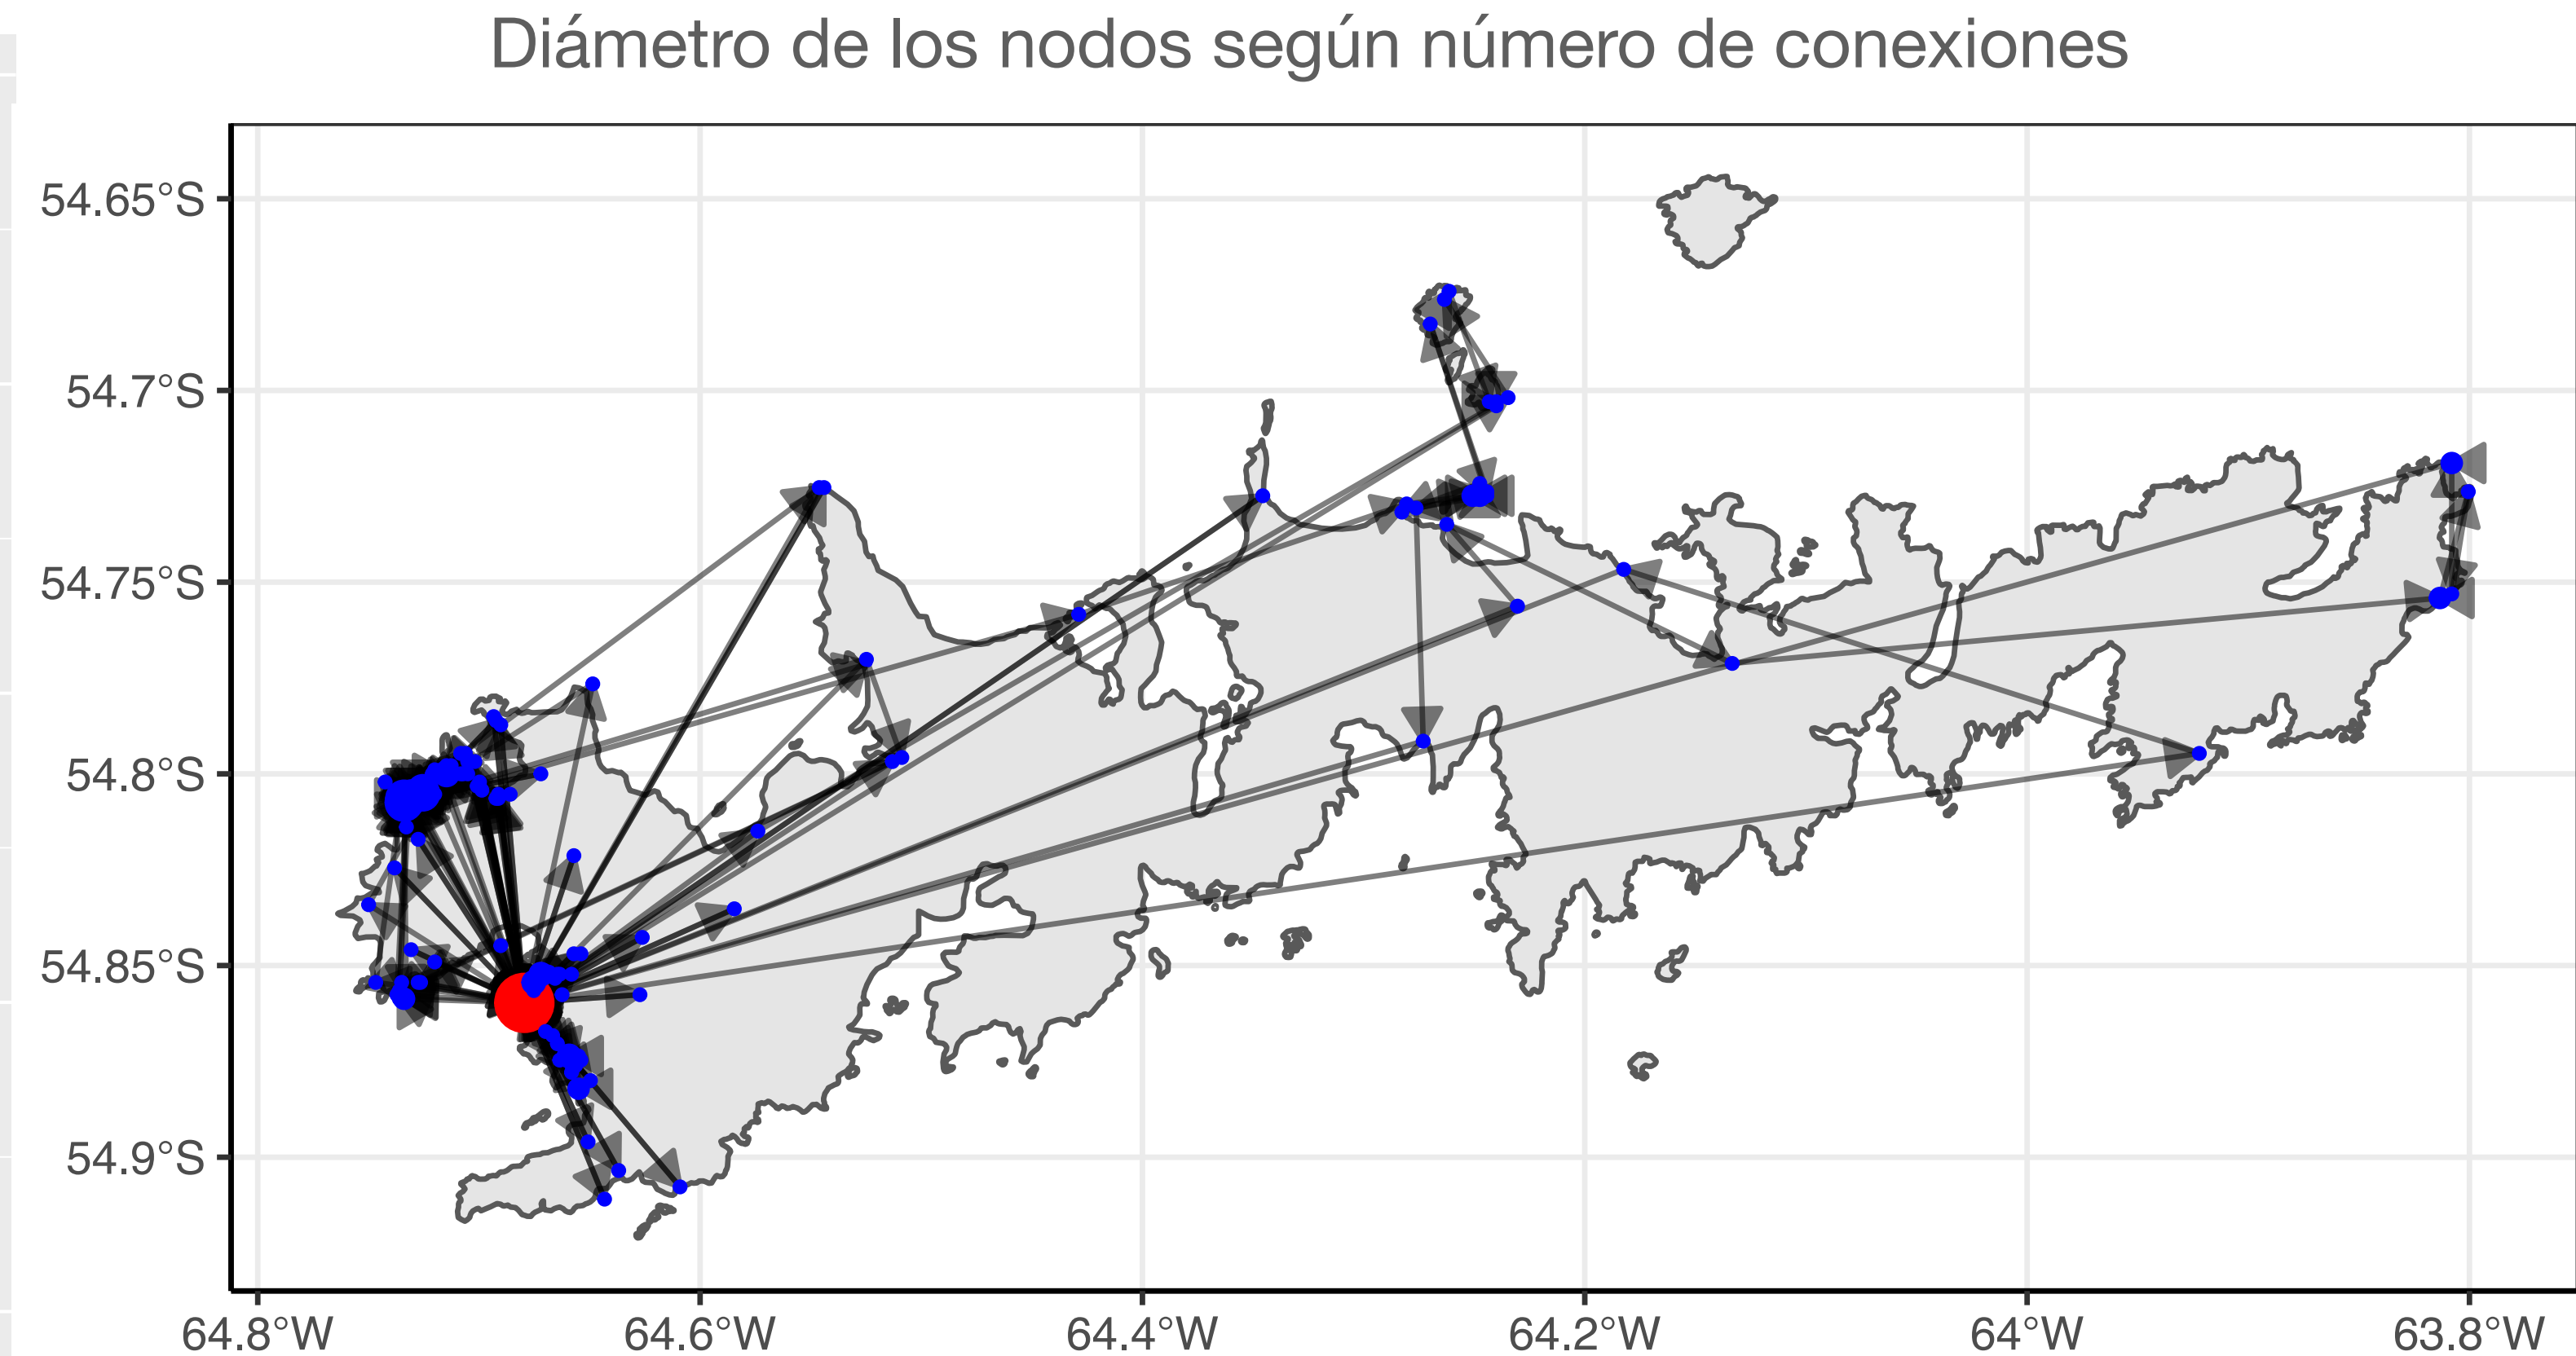 Diámetro de los nodos según número de conexiones
54.65°S
54.7°S
54.75°S
54.8°S
54.85°S
54.9°S
64.8°W 64.6°W 64.4°W 64.2°W 64°W 63.8°W